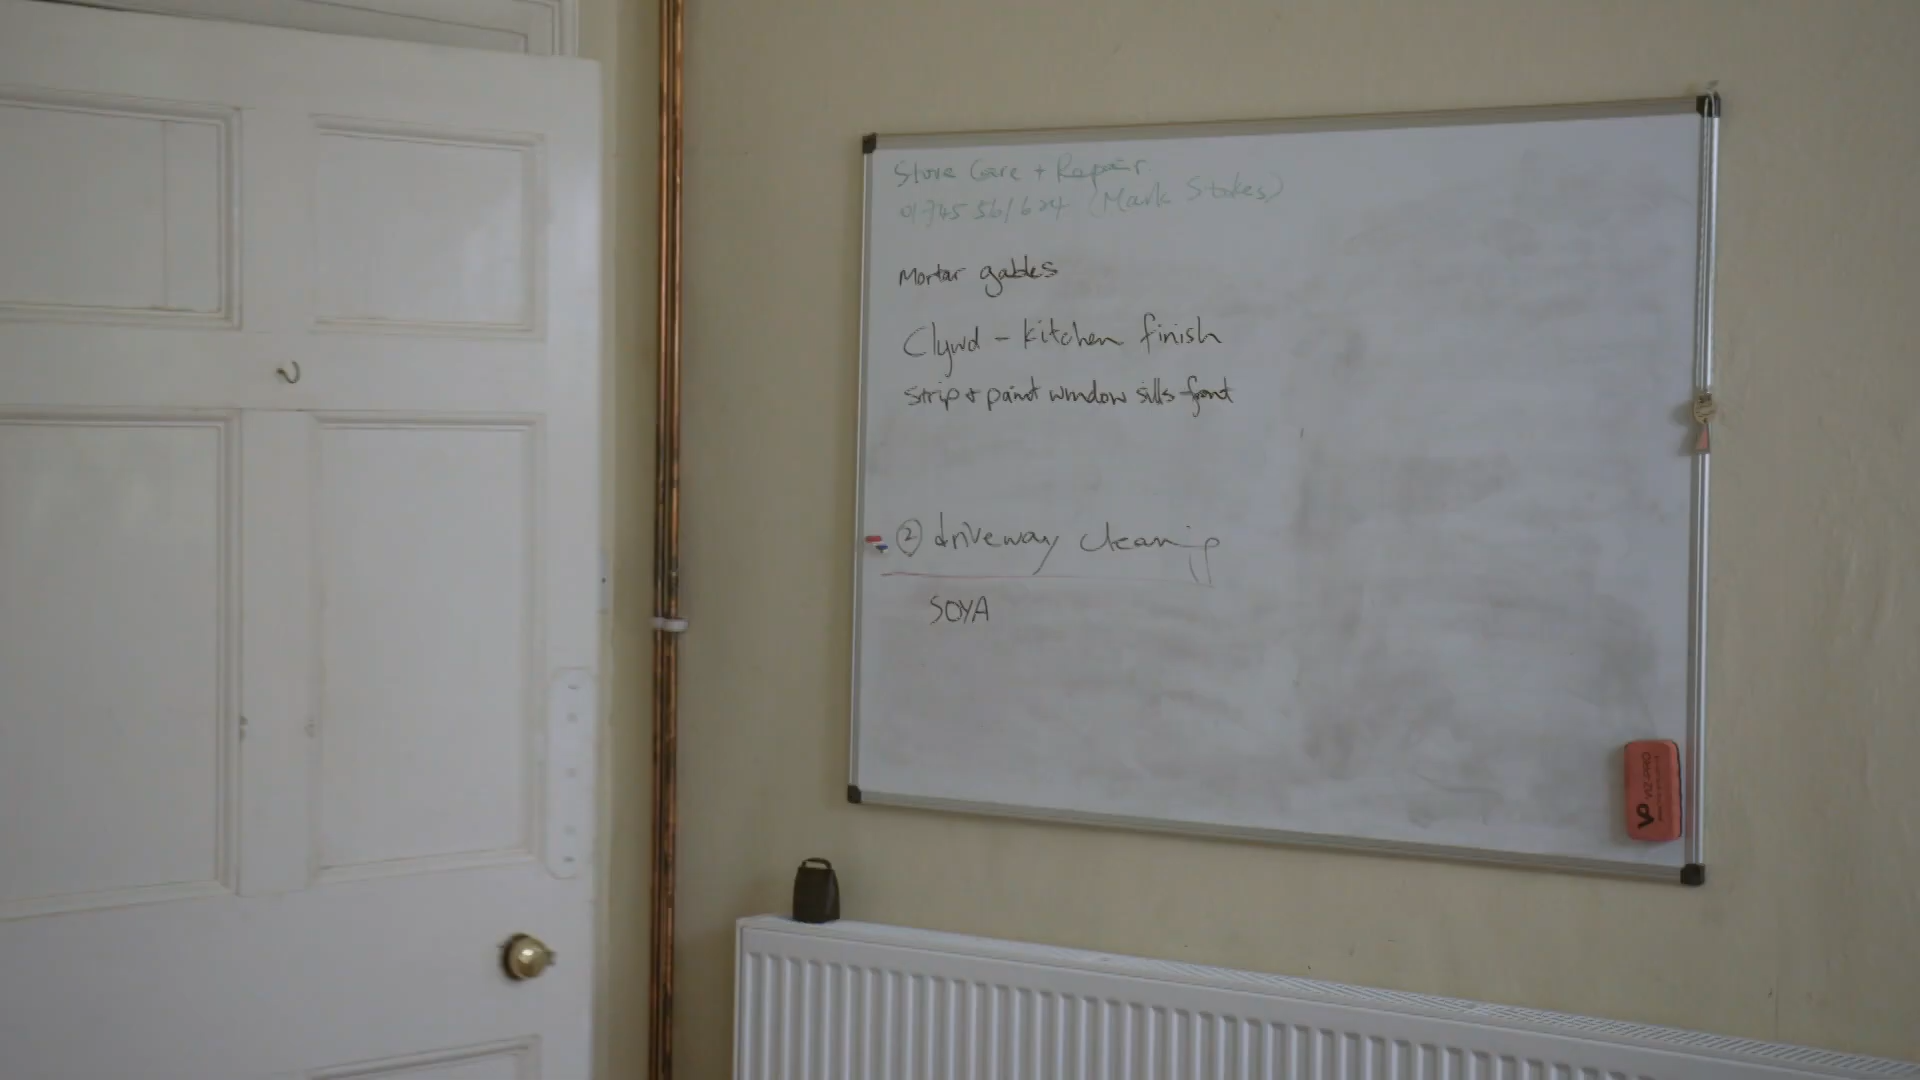 Stove Care + Repair
01745 561624 (Mark Stokes)
Mortar gables
Clywd - kitchen finish
strip & paint window sills front
② driveway cleaning
SOYA